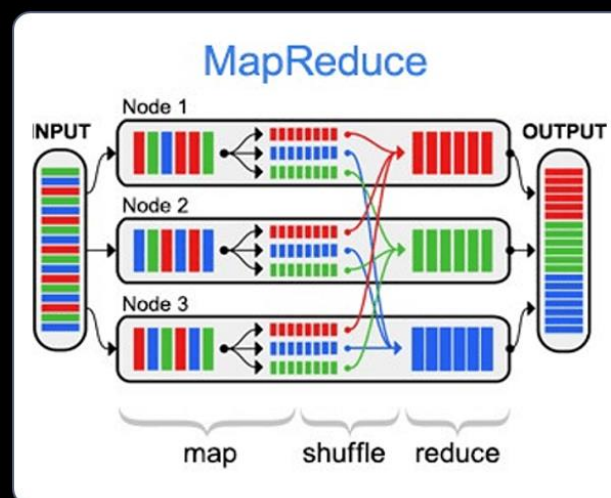 MapReduce
Node 1
INPUT
OUTPUT
Node 2
Node 3
map
shuffle
reduce